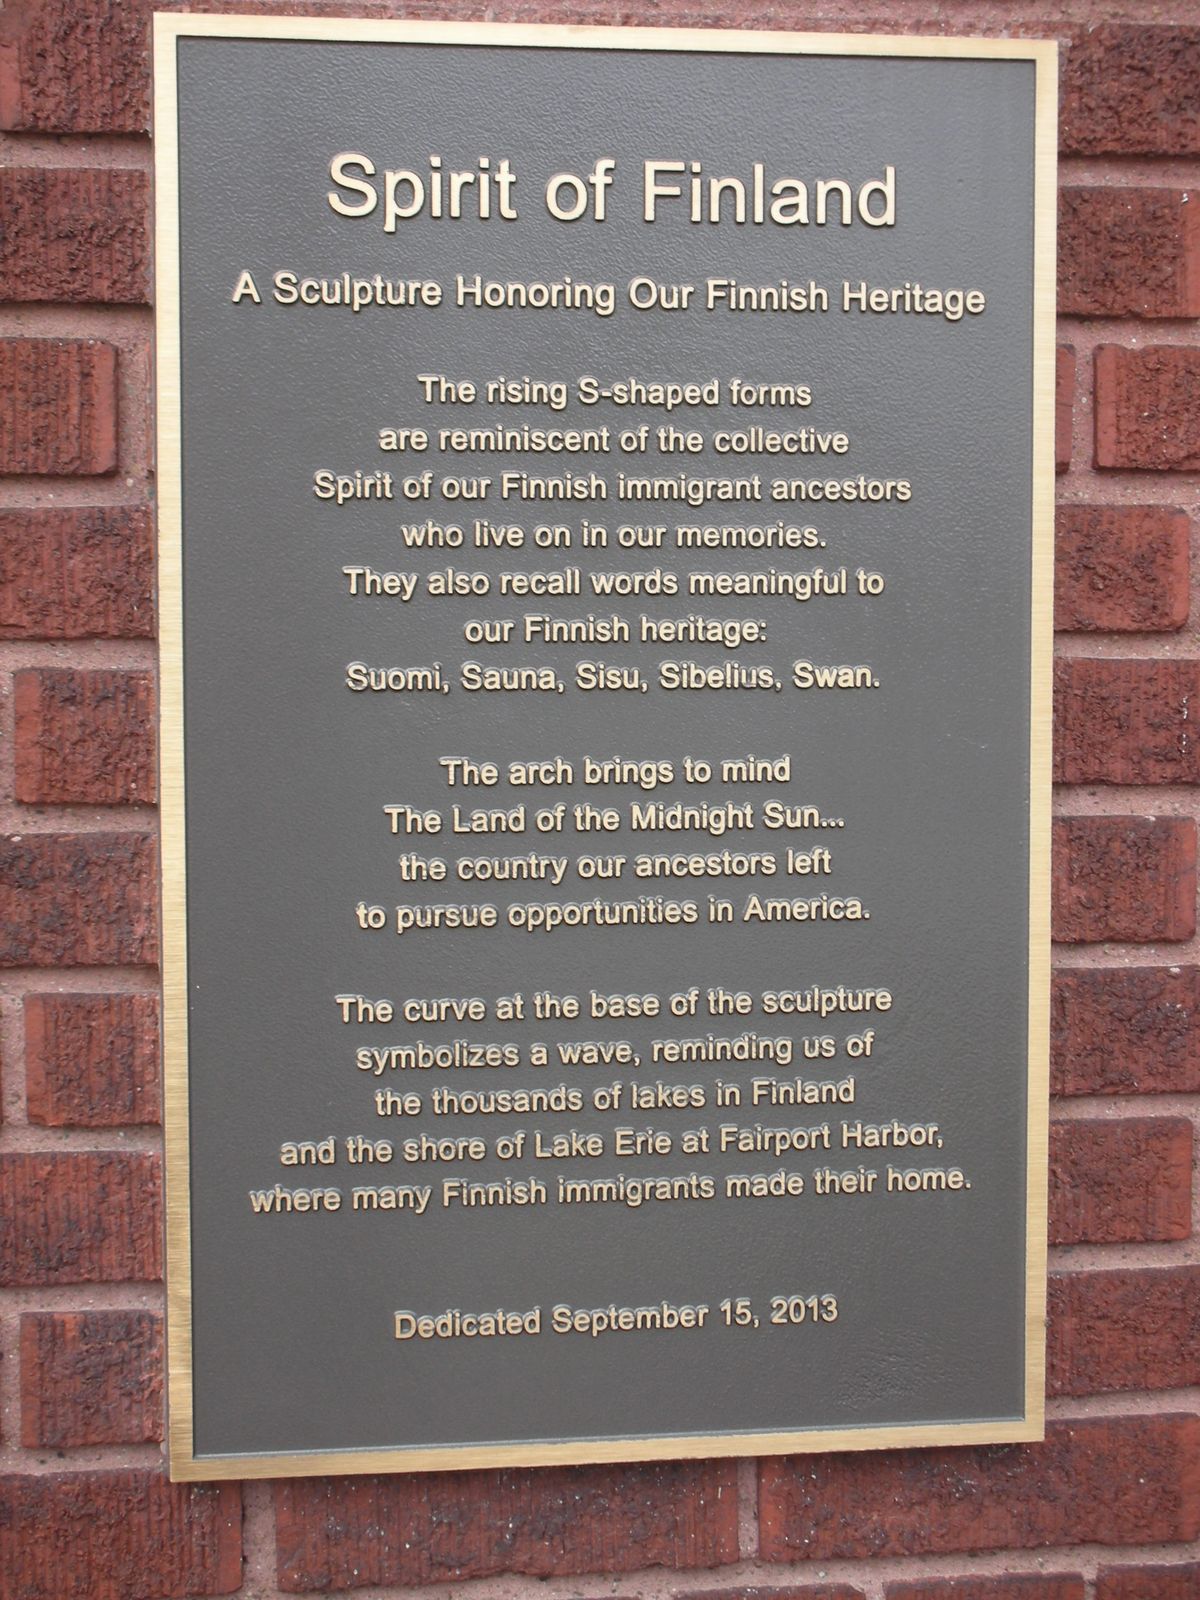 Spirit of Finland
A Sculpture Honoring Our Finnish Heritage
The rising S-shaped forms
are reminiscent of the collective
Spirit of our Finnish immigrant ancestors
who live on in our memories.
They also recall words meaningful to
our Finnish heritage:
Suomi, Sauna, Sisu, Sibelius, Swan.
The arch brings to mind
The Land of the Midnight Sun...
the country our ancestors left
to pursue opportunities in America.
The curve at the base of the sculpture
symbolizes a wave, reminding us of
the thousands of lakes in Finland
and the shore of Lake Erie at Fairport Harbor,
where many Finnish immigrants made their home.
Dedicated September 15, 2013